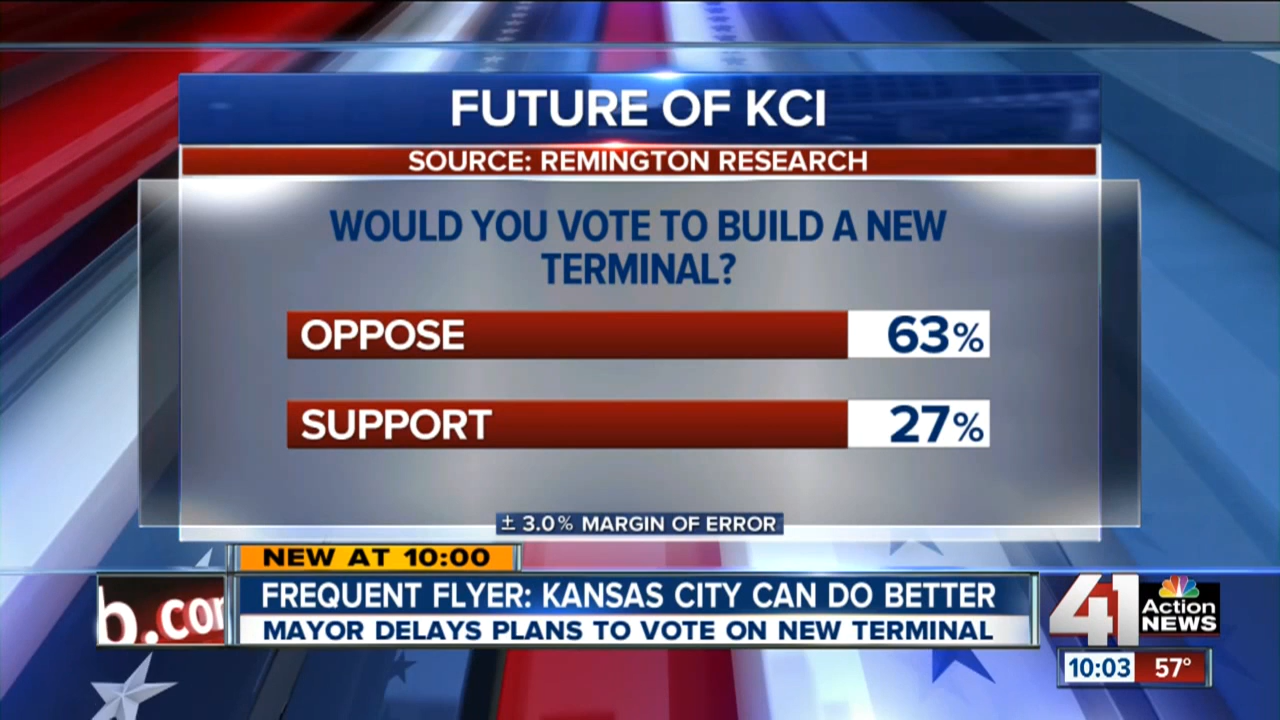 FUTURE OF KCI
SOURCE: REMINGTON RESEARCH
WOULD YOU VOTE TO BUILD A NEW
TERMINAL?
OPPOSE 63%
SUPPORT 27%
± 3.0% MARGIN OF ERROR
NEW AT 10:00
b.com
FREQUENT FLYER: KANSAS CITY CAN DO BETTER
MAYOR DELAYS PLANS TO VOTE ON NEW TERMINAL
41 Action
NEWS
10:03 57°